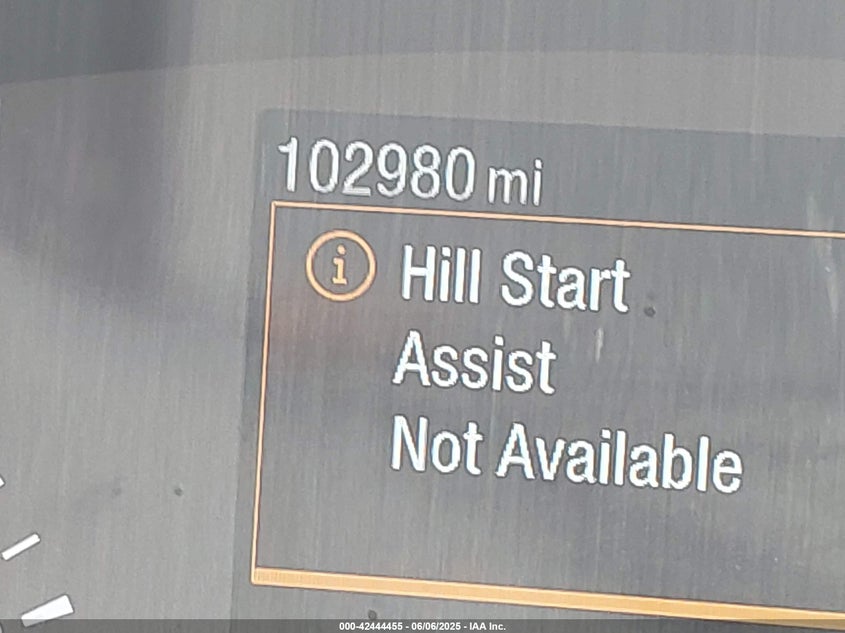 102980 mi
i Hill Start
Assist
Not Available
000-42444455 - 06/06/2025 - IAA Inc.